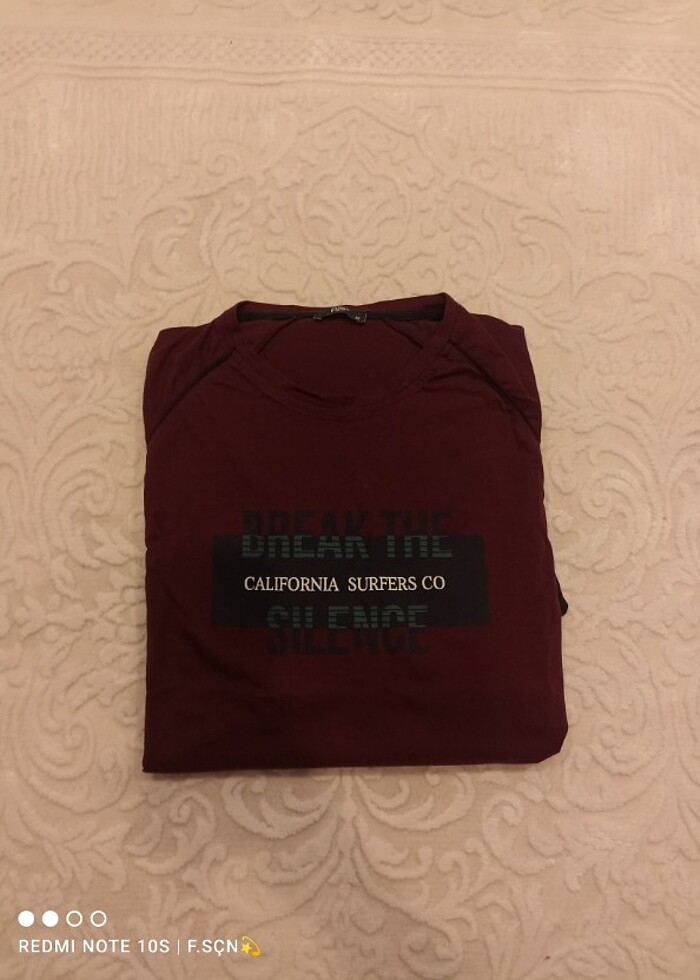 BREAK THE
CALIFORNIA SURFERS CO
SILENCE
REDMI NOTE 10S | F.SÇN💫